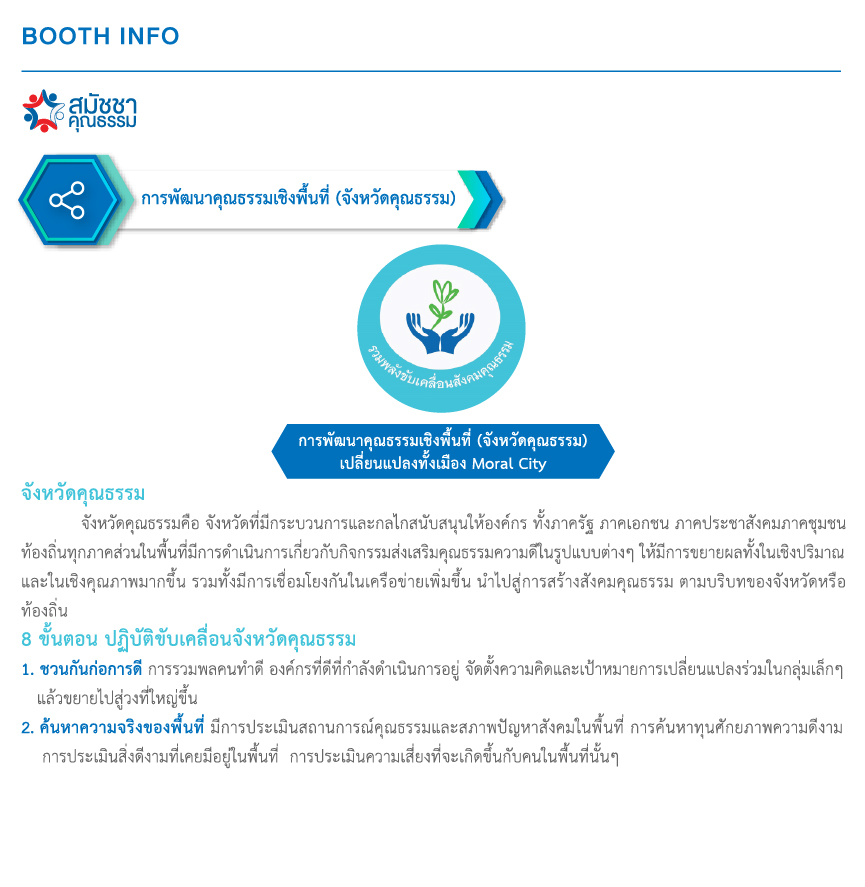 BOOTH INFO
สมัชชา
คุณธรรม
การพัฒนาคุณธรรมเชิงพื้นที่ (จังหวัดคุณธรรม)
รวมพลังขับเคลื่อนสังคมคุณธรรม
การพัฒนาคุณธรรมเชิงพื้นที่ (จังหวัดคุณธรรม)
เปลี่ยนแปลงทั้งเมือง Moral City
จังหวัดคุณธรรม
จังหวัดคุณธรรมคือ จังหวัดที่มีกระบวนการและกลไกสนับสนุนให้องค์กร ทั้งภาครัฐ ภาคเอกชน ภาคประชาสังคมภาคชุมชน
ท้องถิ่นทุกภาคส่วนในพื้นที่มีการดำเนินการเกี่ยวกับกิจกรรมส่งเสริมคุณธรรมความดีในรูปแบบต่างๆ ให้มีการขยายผลทั้งในเชิงปริมาณ
และในเชิงคุณภาพมากขึ้น รวมทั้งมีการเชื่อมโยงกันในเครือข่ายเพิ่มขึ้น นำไปสู่การสร้างสังคมคุณธรรม ตามบริบทของจังหวัดหรือ
ท้องถิ่น
8 ขั้นตอน ปฏิบัติขับเคลื่อนจังหวัดคุณธรรม
1. ชวนกันก่อการดี การรวมพลคนทำดี องค์กรที่ดีที่กำลังดำเนินการอยู่ จัดตั้งความคิดและเป้าหมายการเปลี่ยนแปลงร่วมในกลุ่มเล็กๆ
แล้วขยายไปสู่วงที่ใหญ่ขึ้น
2. ค้นหาความจริงของพื้นที่ มีการประเมินสถานการณ์คุณธรรมและสภาพปัญหาสังคมในพื้นที่ การค้นหาทุนศักยภาพความดีงาม
การประเมินสิ่งดีงามที่เคยมีอยู่ในพื้นที่ การประเมินความเสี่ยงที่จะเกิดขึ้นกับคนในพื้นที่นั้นๆ